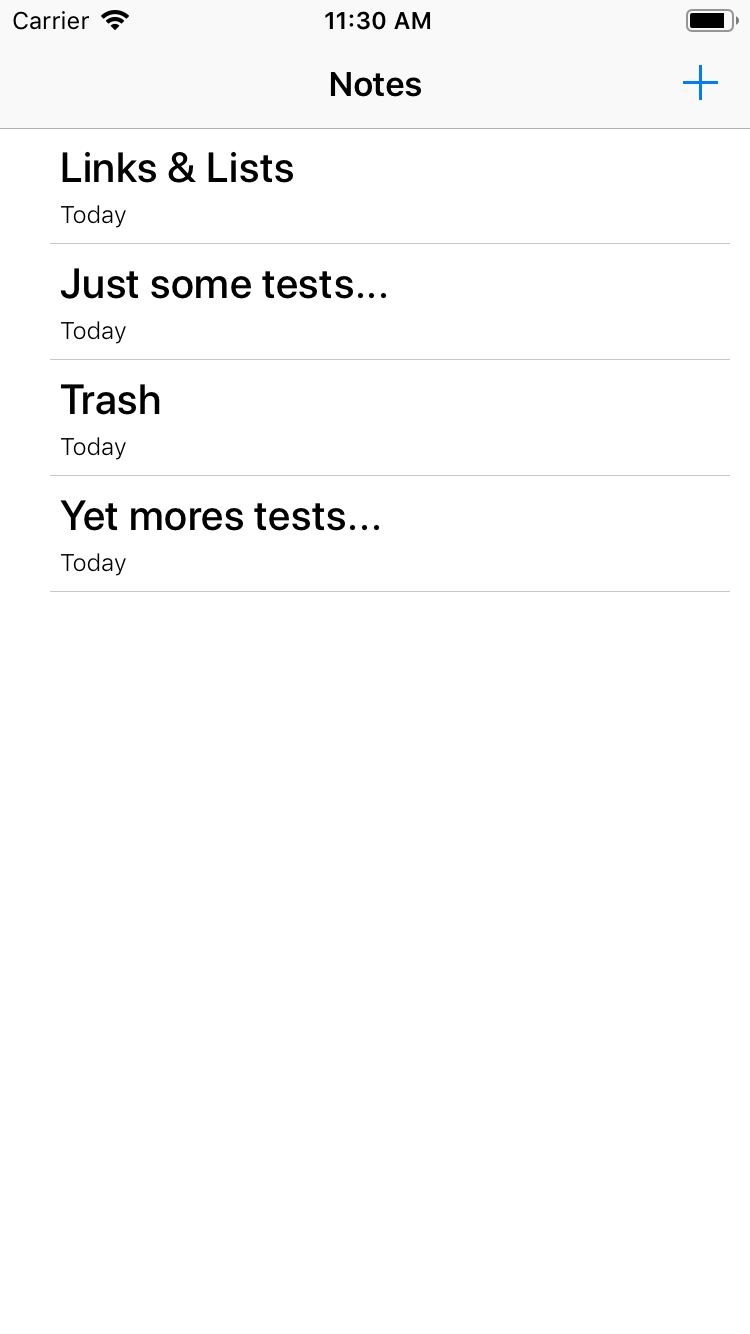 Carrier 11:30 AM
Notes
Links & Lists
Today
Just some tests...
Today
Trash
Today
Yet mores tests...
Today